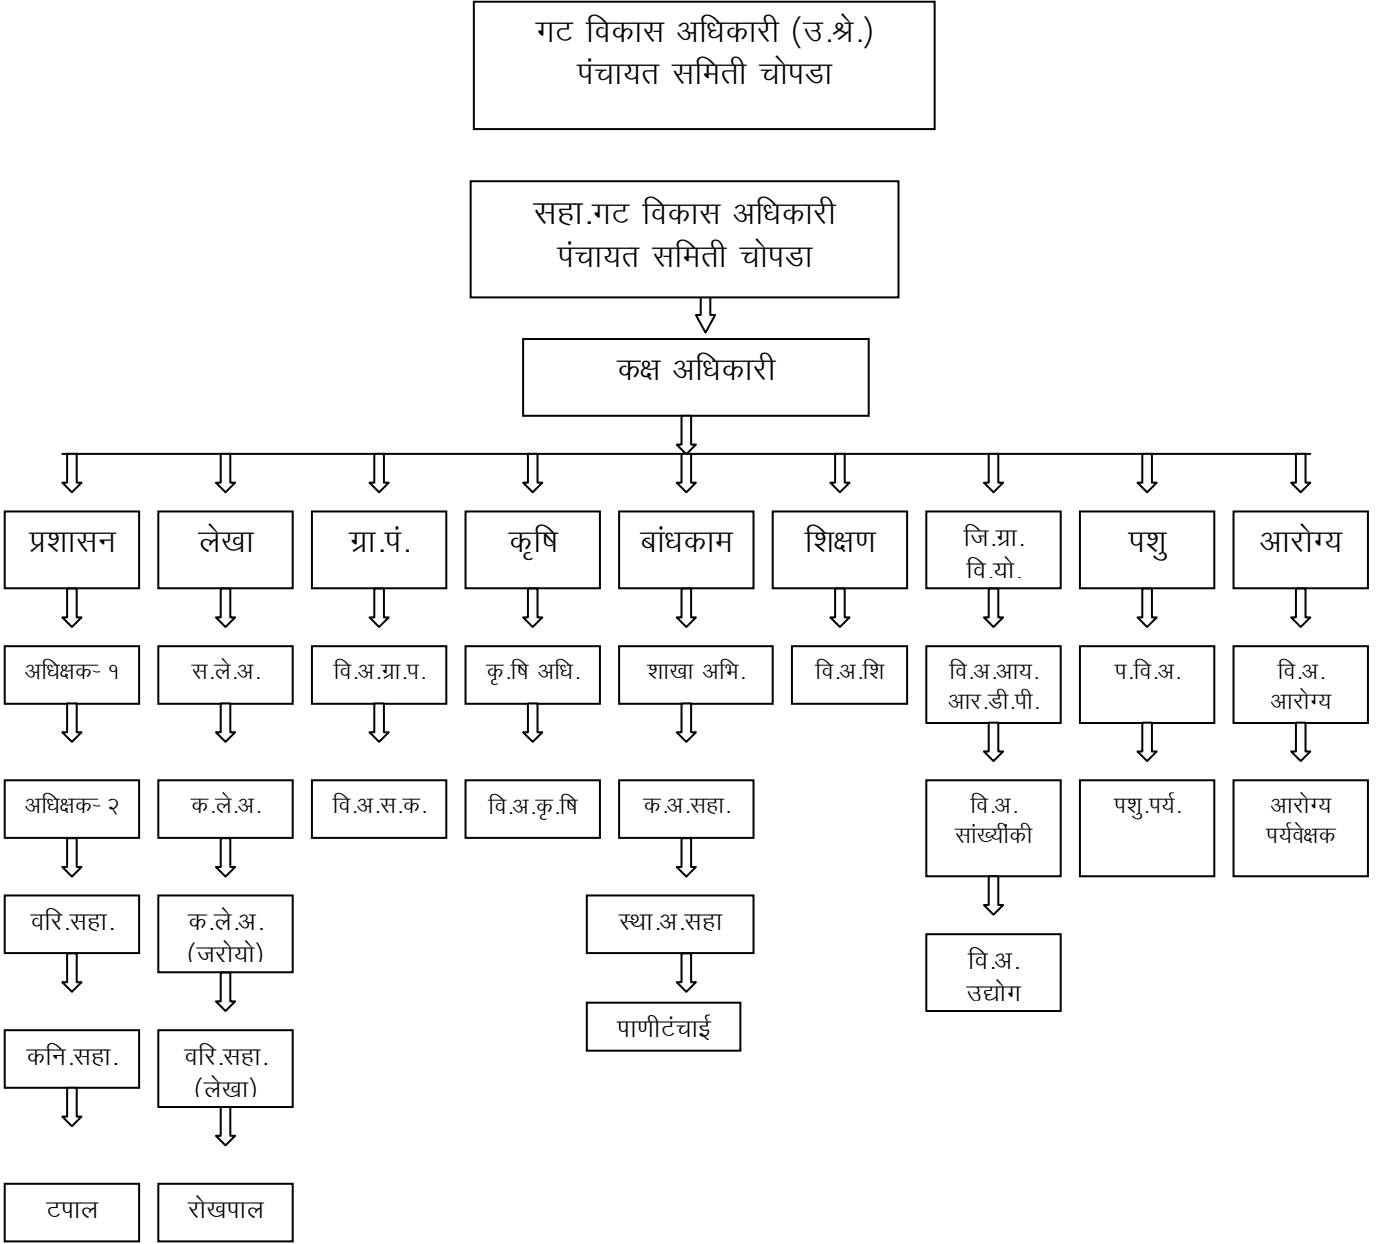 गट विकास अधिकारी (उ.श्रे.)
पंचायत समिती चोपडा
सहा.गट विकास अधिकारी
पंचायत समिती चोपडा
कक्ष अधिकारी
प्रशासन
लेखा
ग्रा.पं.
कृषि
बांधकाम
शिक्षण
जि.ग्रा.
वि.यो.
पशु
आरोग्य
अधिक्षक- १
स.ले.अ.
वि.अ.ग्रा.प.
कृ.षि अधि.
शाखा अभि.
वि.अ.शि
वि.अ.आय.
आर.डी.पी.
प.वि.अ.
वि.अ.
आरोग्य
अधिक्षक- २
क.ले.अ.
वि.अ.स.क.
वि.अ.कृ.षि
क.अ.सहा.
वि.अ.
सांख्यींकी
पशु.पर्य.
आरोग्य
पर्यवेक्षक
वरि.सहा.
क.ले.अ.
(जरोयो)
स्था.अ.सहा
वि.अ.
उद्योग
पाणीटंचाई
कनि.सहा.
वरि.सहा.
(लेखा)
टपाल
रोखपाल